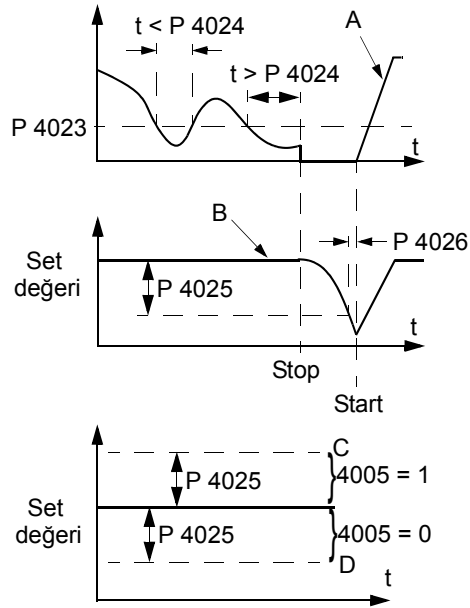 t < P 4024
A
t > P 4024
P 4023
t
B
P 4026
Set
değeri
P 4025
t
Stop
Start
C
P 4025
4005 = 1
Set
değeri
P 4025
4005 = 0
D
t